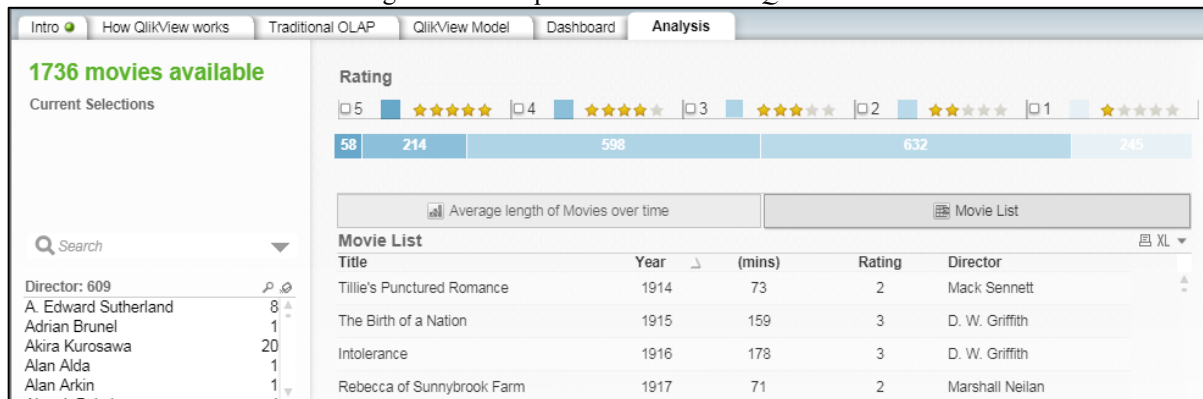 Intro How QlikView works Traditional OLAP QlikView Model Dashboard Analysis
1736 movies available
Current Selections
Rating
5 4 3 2 1
58 214 598 632 245
Average length of Movies over time Movie List
Search
Movie List XL
Title Year (mins) Rating Director
Tillie's Punctured Romance 1914 73 2 Mack Sennett
The Birth of a Nation 1915 159 3 D. W. Griffith
Intolerance 1916 178 3 D. W. Griffith
Rebecca of Sunnybrook Farm 1917 71 2 Marshall Neilan
Director: 609
A. Edward Sutherland 8
Adrian Brunel 1
Akira Kurosawa 20
Alan Alda 1
Alan Arkin 1